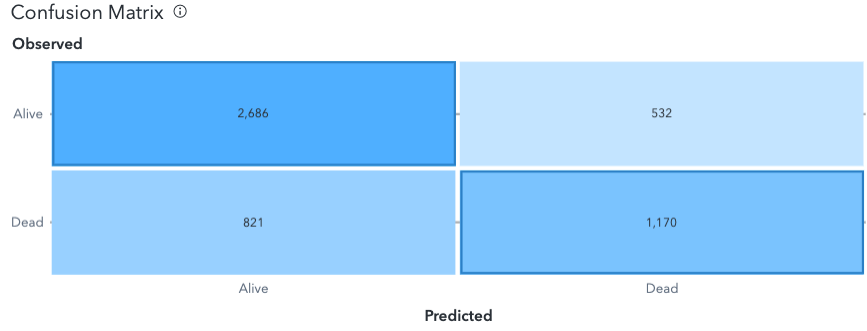 Confusion Matrix ⓘ
Observed
Alive 2,686 532
Dead 821 1,170
Alive Dead
Predicted